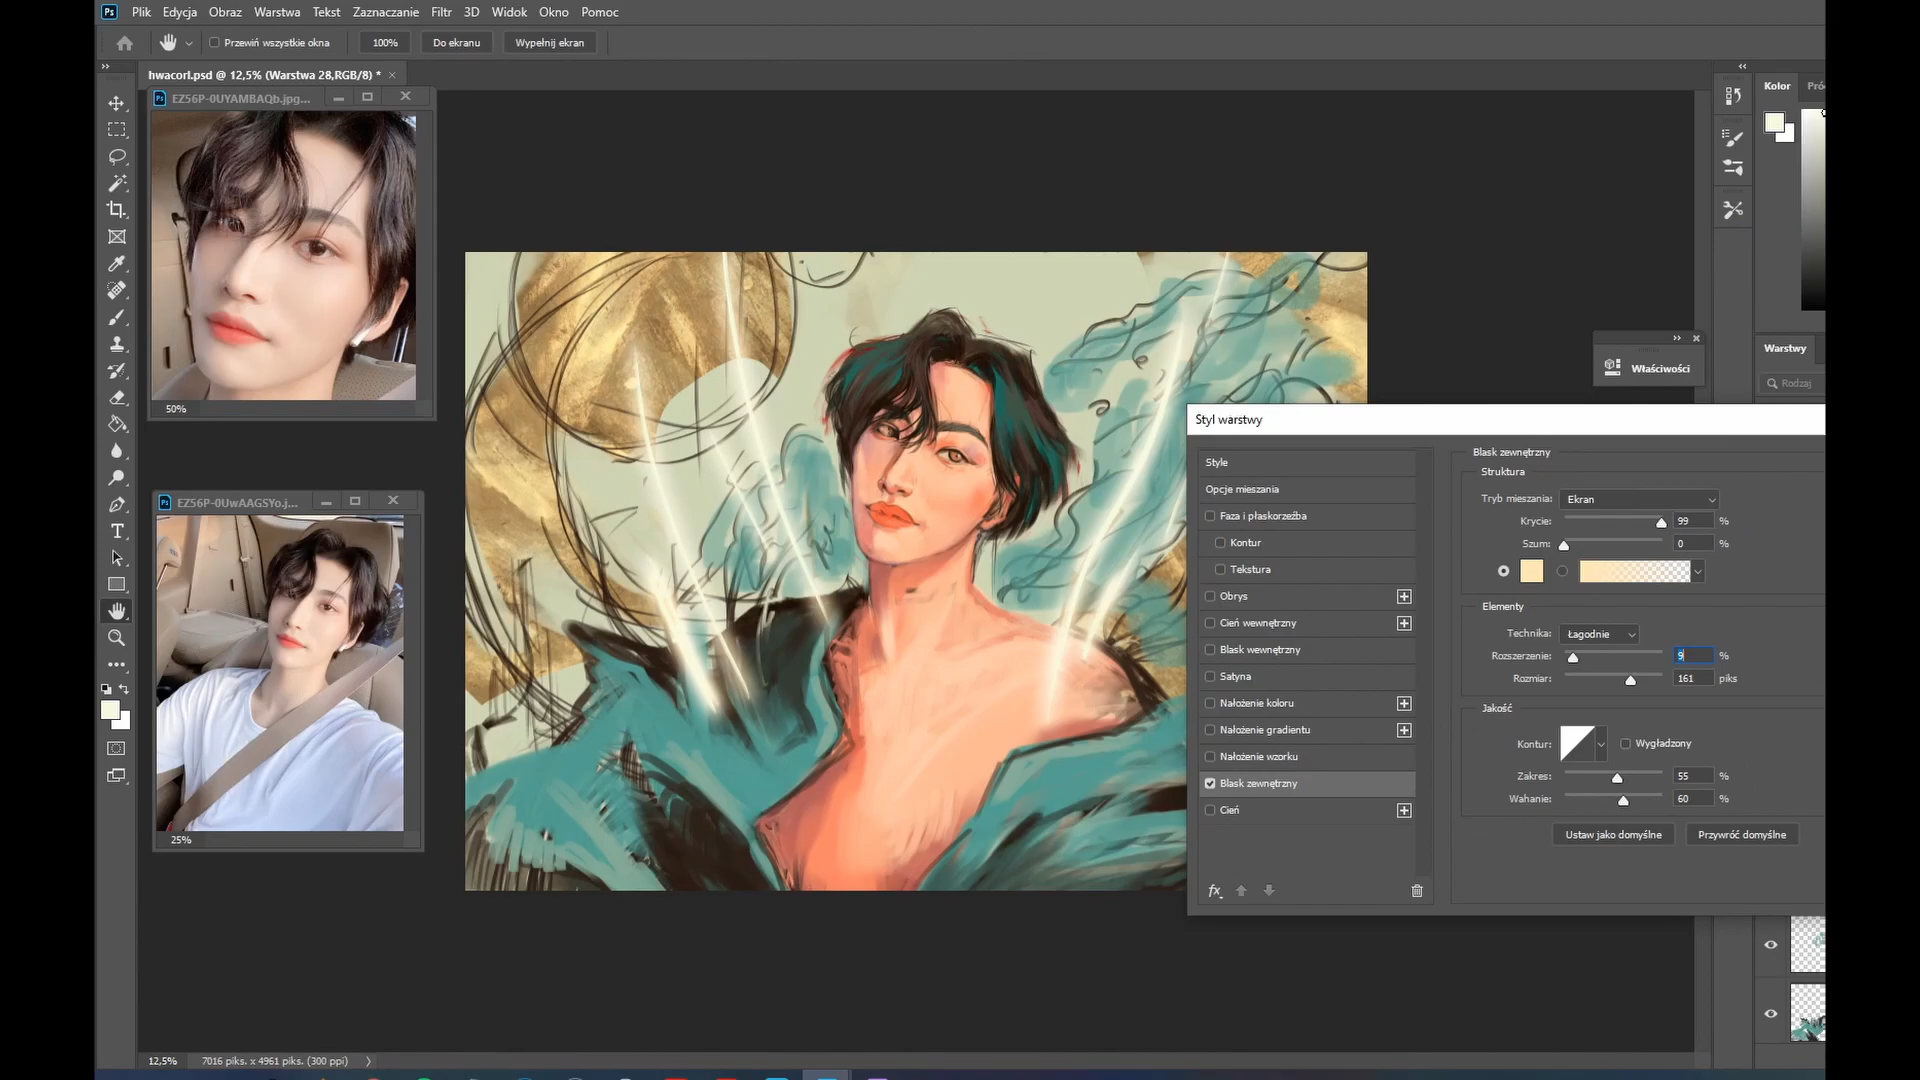 Ps Plik Edycja Obraz Warstwa Tekst Zaznaczanie Filtr 3D Widok Okno Pomoc
Przewiń wszystkie okna 100% Do ekranu Wypełnij ekran
hwacorl.psd @ 12,5% (Warstwa 28,RGB/8) *
Kolor Pró
EZ56P-0UYAMBAQb.jpg...
50%
Warstwy
Właściwości
Rodzaj
Styl warstwy
Style
Opcje mieszania
Faza i płaskorzeźba
Kontur
Tekstura
Obrys
Cień wewnętrzny
Blask wewnętrzny
Satyna
Nałożenie koloru
Nałożenie gradientu
Nałożenie wzorku
Blask zewnętrzny
Cień
fx
Blask zewnętrzny
Struktura
Tryb mieszania: Ekran
Krycie: 99 %
Szum: 0 %
Elementy
Technika: Łagodnie
Rozszerzenie: 9 %
Rozmiar: 161 piks
Jakość
Kontur: Wygładzony
Zakres: 55 %
Wahanie: 60 %
Ustaw jako domyślne Przywróć domyślne
EZ56P-0UwAAGSYo.j...
25%
12,5% 7016 piks. x 4961 piks. (300 ppi)